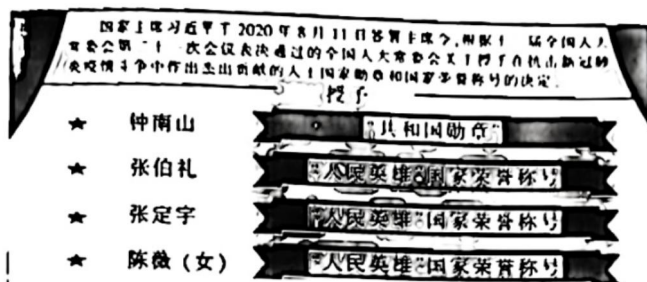 国家主席习近平于2020年8月11日签署主席令,根据十三届全国人大
常委会第二十一次会议表决通过的全国人大常委会关于授予在抗击新冠肺
炎疫情斗争中作出杰出贡献的人士国家勋章和国家荣誉称号的决定
授予
★ 钟南山 "共和国勋章"
★ 张伯礼 "人民英雄"国家荣誉称号
★ 张定宇 "人民英雄"国家荣誉称号
★ 陈薇(女) "人民英雄"国家荣誉称号